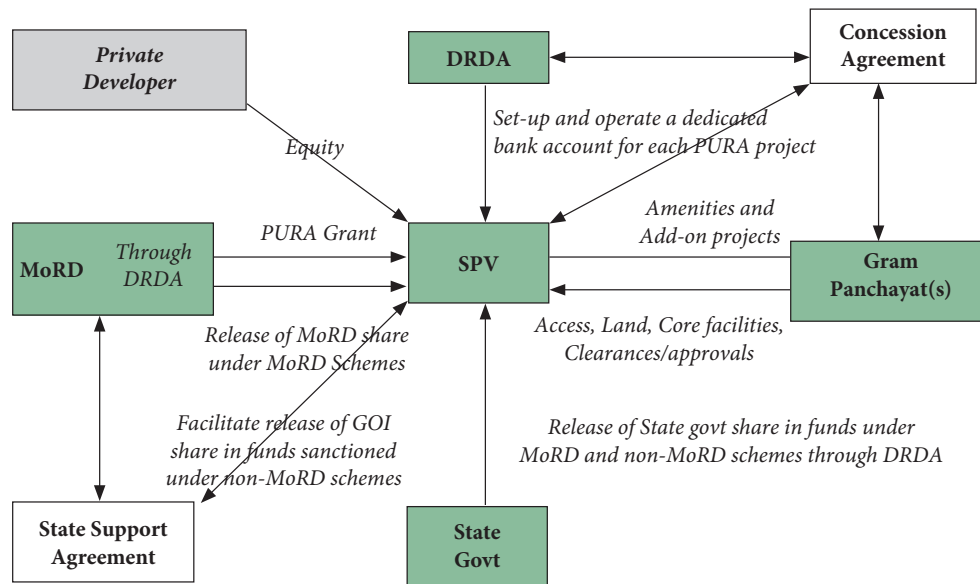 Private
Developer
DRDA
Concession
Agreement
Equity
Set-up and operate a dedicated
bank account for each PURA project
MoRD
Through
DRDA
PURA Grant
SPV
Amenities and
Add-on projects
Gram
Panchayat(s)
Release of MoRD share
under MoRD Schemes
Access, Land, Core facilities,
Clearances/approvals
Facilitate release of GOI
share in funds sanctioned
under non-MoRD schemes
Release of State govt share in funds under
MoRD and non-MoRD schemes through DRDA
State Support
Agreement
State
Govt